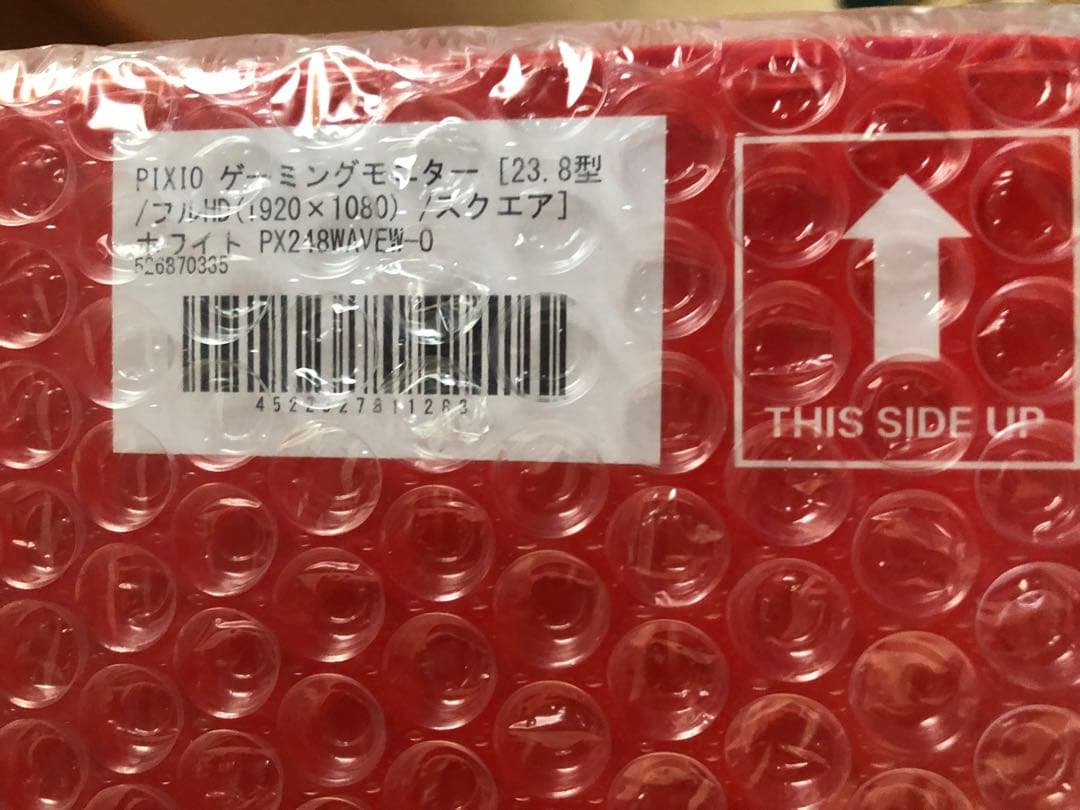 PIXIO ゲーミングモニター [23.8型
/フルHD(1920×1080) /スクエア]
ホワイト PX248WAVEW-O
526870335
THIS SIDE UP